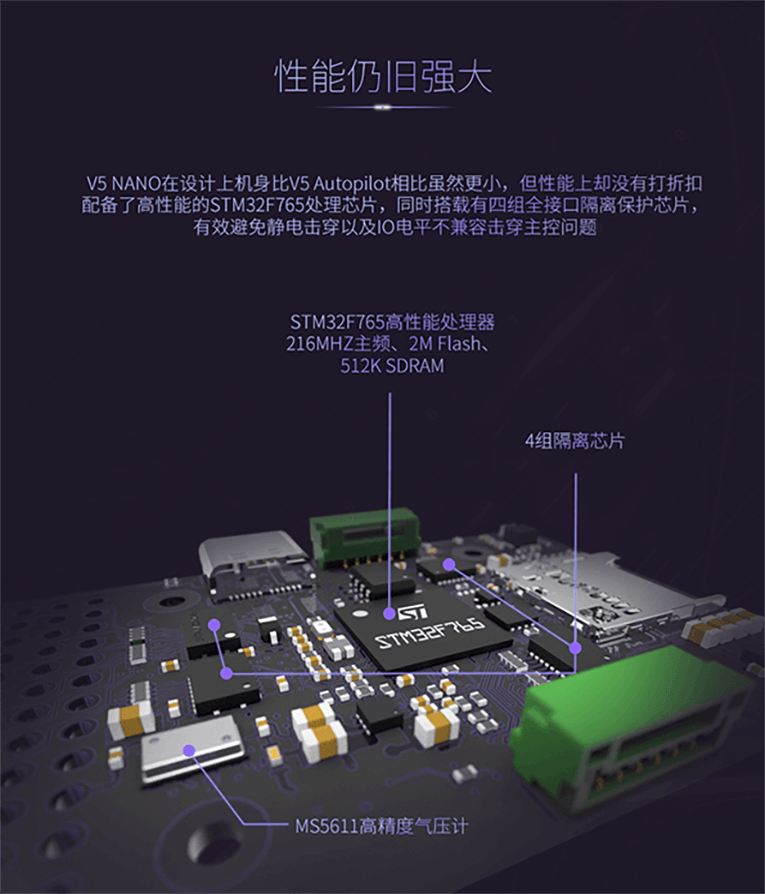 性能仍旧强大
V5 NANO在设计上机身比V5 Autopilot相比虽然更小，但性能上却没有打折扣
配备了高性能的STM32F765处理芯片，同时搭载有四组全接口隔离保护芯片，
有效避免静电击穿以及IO电平不兼容击穿主控问题
STM32F765高性能处理器
216MHZ主频、2M Flash、
512K SDRAM
4组隔离芯片
ST
STM32F765
MS5611高精度气压计